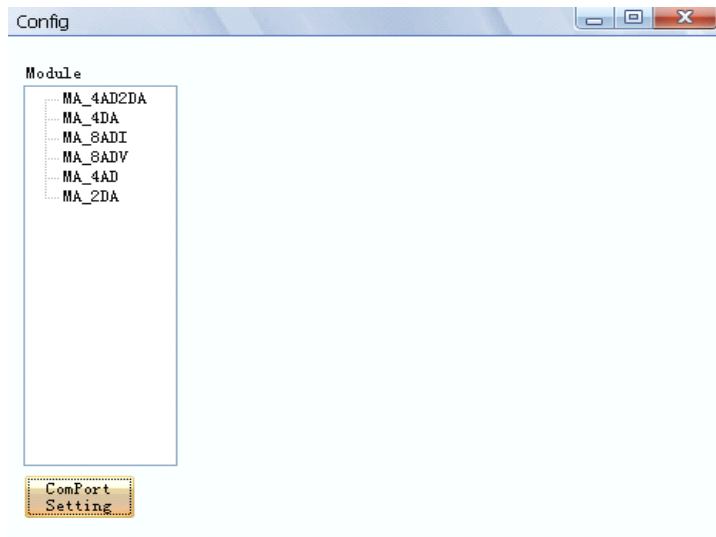 Config
Module
MA_4AD2DA
MA_4DA
MA_8ADI
MA_8ADV
MA_4AD
MA_2DA
ComPort
Setting